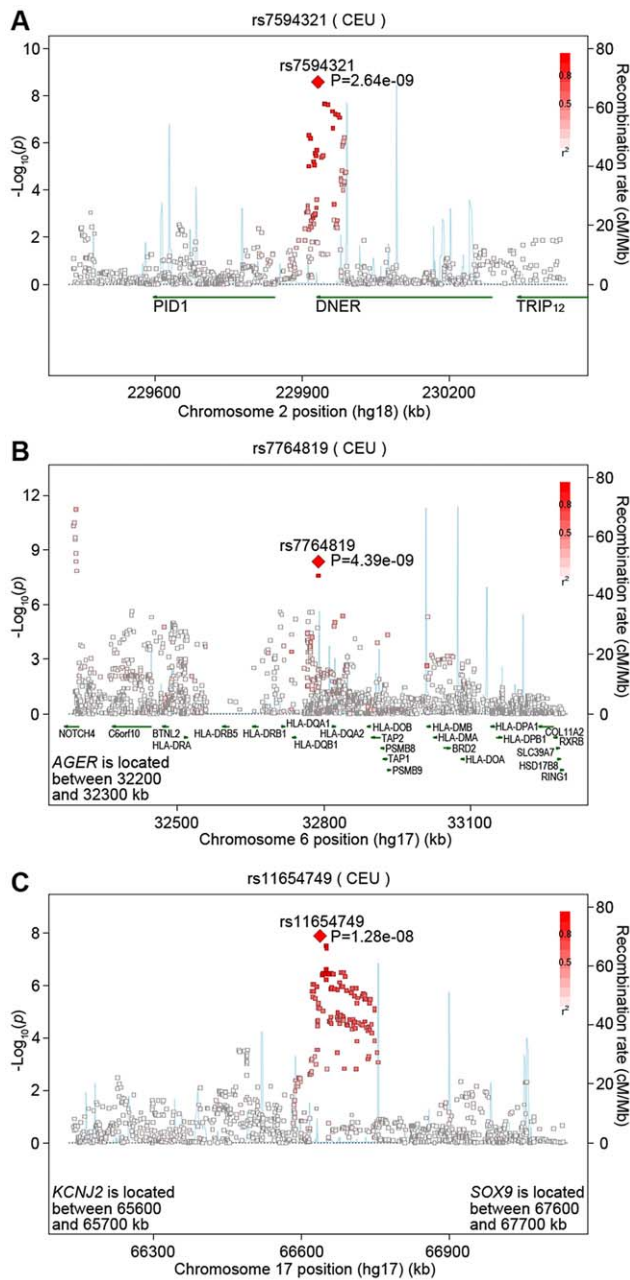 A
rs7594321 ( CEU )
rs7594321
P=2.64e-09
-Log10(p)
10
8
6
4
2
0
80
60
40
20
0
Recombination rate (cM/Mb)
0.8
0.5
r2
PID1
DNER
TRIP12
229600
229900
230200
Chromosome 2 position (hg18) (kb)
B
rs7764819 ( CEU )
rs7764819
P=4.39e-09
-Log10(p)
12
9
6
3
0
80
60
40
20
0
Recombination rate (cM/Mb)
0.8
0.5
r2
NOTCH4
C6orf10
BTNL2
HLA-DRA
HLA-DRB5
HLA-DRB1
HLA-DQA1
HLA-DQB1
HLA-DQA2
HLA-DOB
TAP2
PSMB8
TAP1
PSMB9
HLA-DMB
HLA-DMA
BRD2
HLA-DOA
HLA-DPA1
HLA-DPB1
COL11A2
RXRB
SLC39A7
HSD17B8
RING1
AGER is located
between 32200
and 32300 kb
32500
32800
33100
Chromosome 6 position (hg17) (kb)
C
rs11654749 ( CEU )
rs11654749
P=1.28e-08
-Log10(p)
8
6
4
2
0
80
60
40
20
0
Recombination rate (cM/Mb)
0.8
0.5
r2
KCNJ2 is located
between 65600
and 65700 kb
SOX9 is located
between 67600
and 67700 kb
66300
66600
66900
Chromosome 17 position (hg17) (kb)